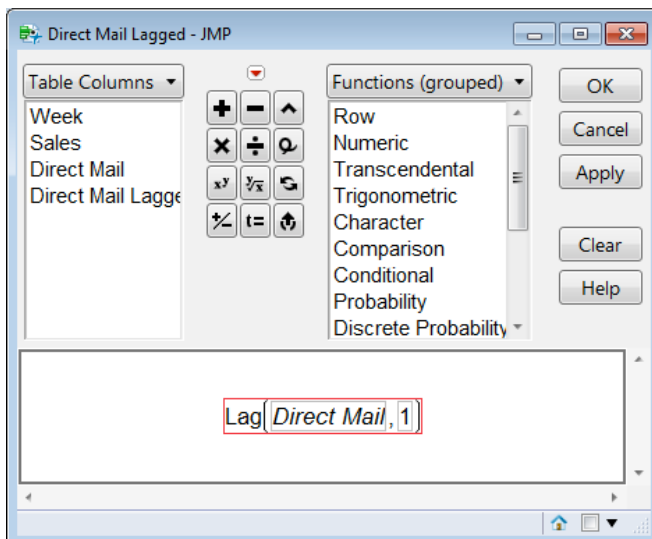 Direct Mail Lagged - JMP
Table Columns
Week
Sales
Direct Mail
Direct Mail Lagge
+ − ^
× ÷
xʸ ʸ√x
+/− t=
Functions (grouped)
Row
Numeric
Transcendental
Trigonometric
Character
Comparison
Conditional
Probability
Discrete Probability
OK
Cancel
Apply
Clear
Help
Lag(Direct Mail, 1)